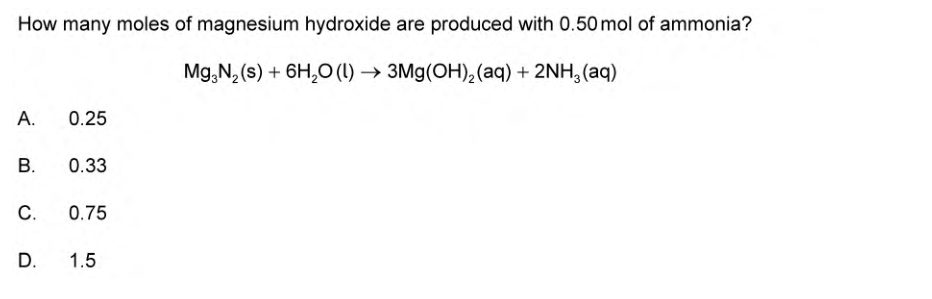 How many moles of magnesium hydroxide are produced with 0.50 mol of ammonia?
Mg₃N₂(s) + 6H₂O(l) → 3Mg(OH)₂(aq) + 2NH₃(aq)
A. 0.25
B. 0.33
C. 0.75
D. 1.5